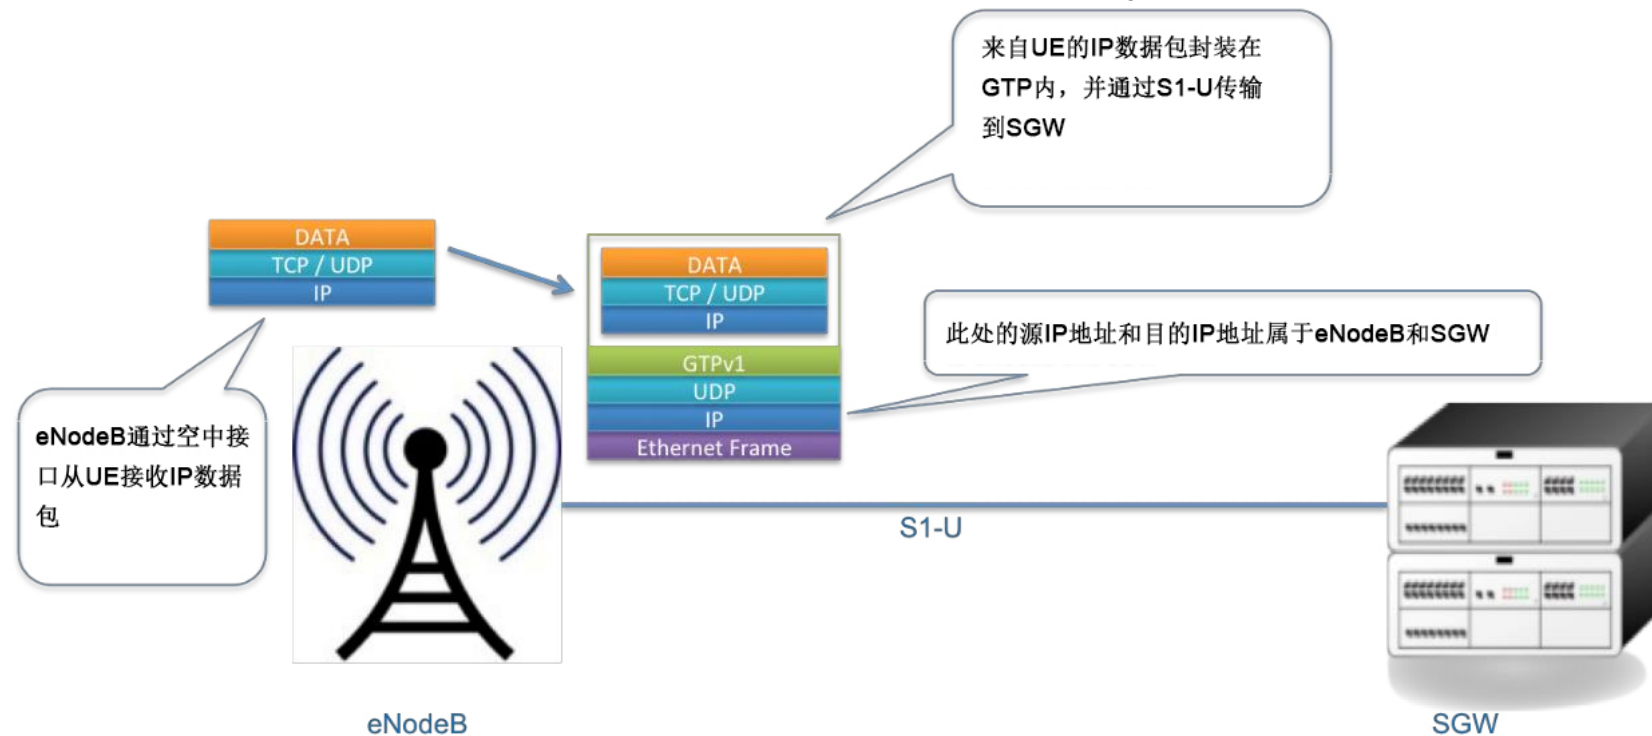 来自UE的IP数据包封装在
GTP内，并通过S1-U传输
到SGW
DATA
TCP / UDP
IP
DATA
TCP / UDP
IP
GTPv1
UDP
IP
Ethernet Frame
此处的源IP地址和目的IP地址属于eNodeB和SGW
eNodeB通过空中接
口从UE接收IP数据
包
S1-U
eNodeB
SGW